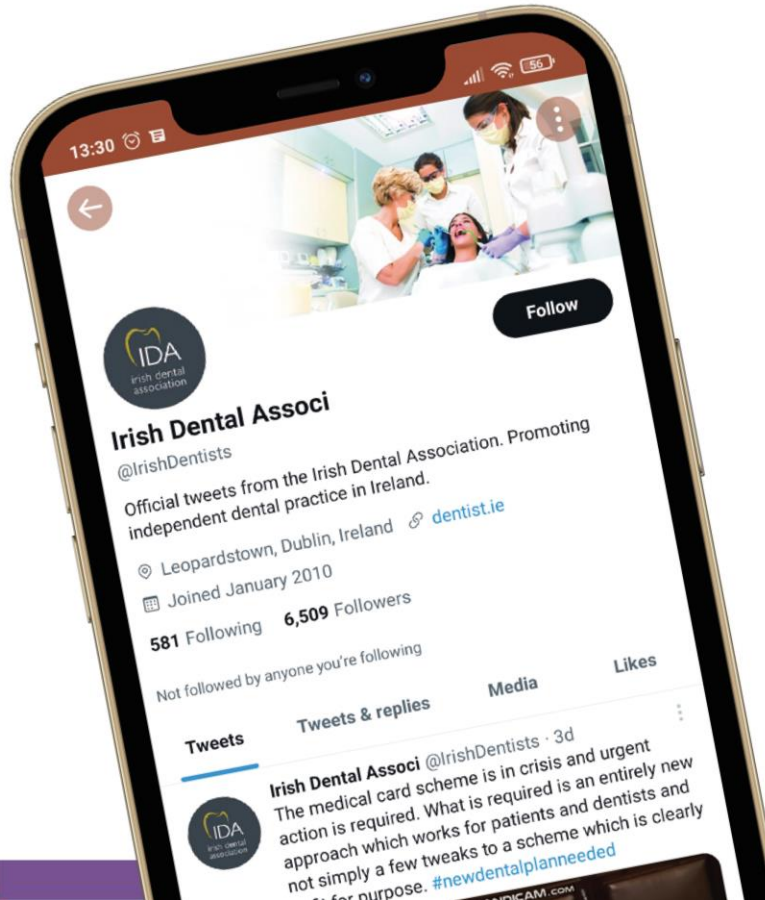 13:30
56
Follow
IDA
irish dental
association
Irish Dental Associ
@IrishDentists
Official tweets from the Irish Dental Association. Promoting
independent dental practice in Ireland.
Leopardstown, Dublin, Ireland dentist.ie
Joined January 2010
581 Following 6,509 Followers
Not followed by anyone you're following
Tweets Tweets & replies Media Likes
Irish Dental Associ @IrishDentists · 3d
The medical card scheme is in crisis and urgent
action is required. What is required is an entirely new
approach which works for patients and dentists and
not simply a few tweaks to a scheme which is clearly
for purpose. #newdentalplanneeded
IDA
irish dental
association